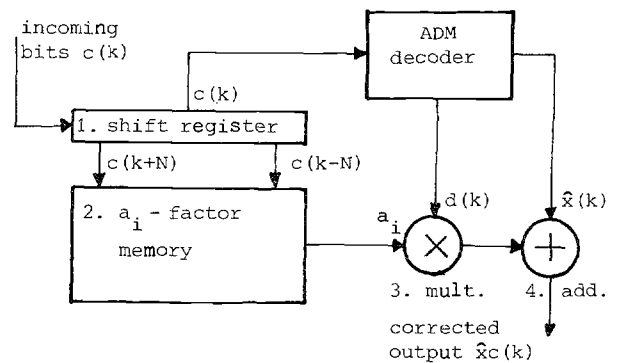 incoming
bits c(k)
ADM
decoder
c(k)
1. shift register
c(k+N)
c(k-N)
2. a_i - factor
memory
a_i
d(k)
x̂(k)
3. mult.
4. add.
corrected
output x̂c(k)